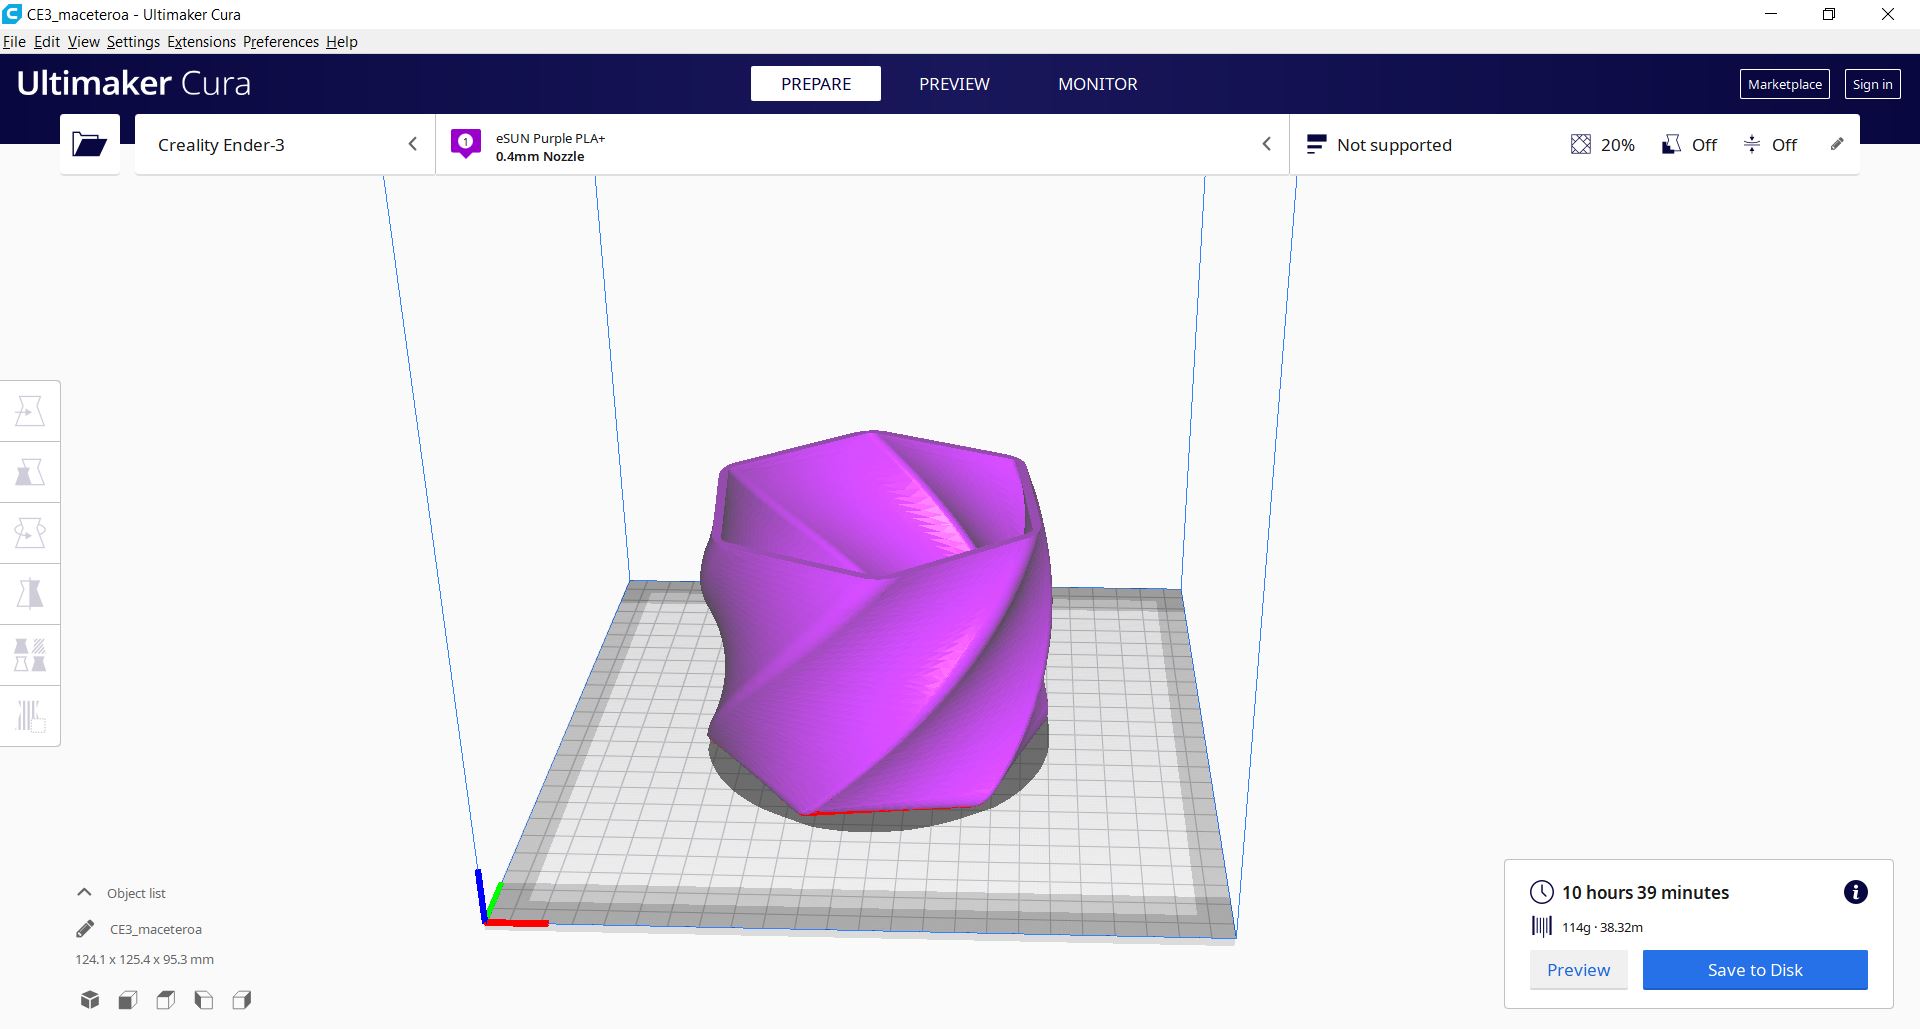 CE3_maceteroa - Ultimaker Cura
File Edit View Settings Extensions Preferences Help
Ultimaker Cura
PREPARE PREVIEW MONITOR
Marketplace Sign in
Creality Ender-3
1
eSUN Purple PLA+
0.4mm Nozzle
Not supported
20% Off Off
Object list
CE3_maceteroa
124.1 x 125.4 x 95.3 mm
10 hours 39 minutes
114g · 38.32m
Preview Save to Disk